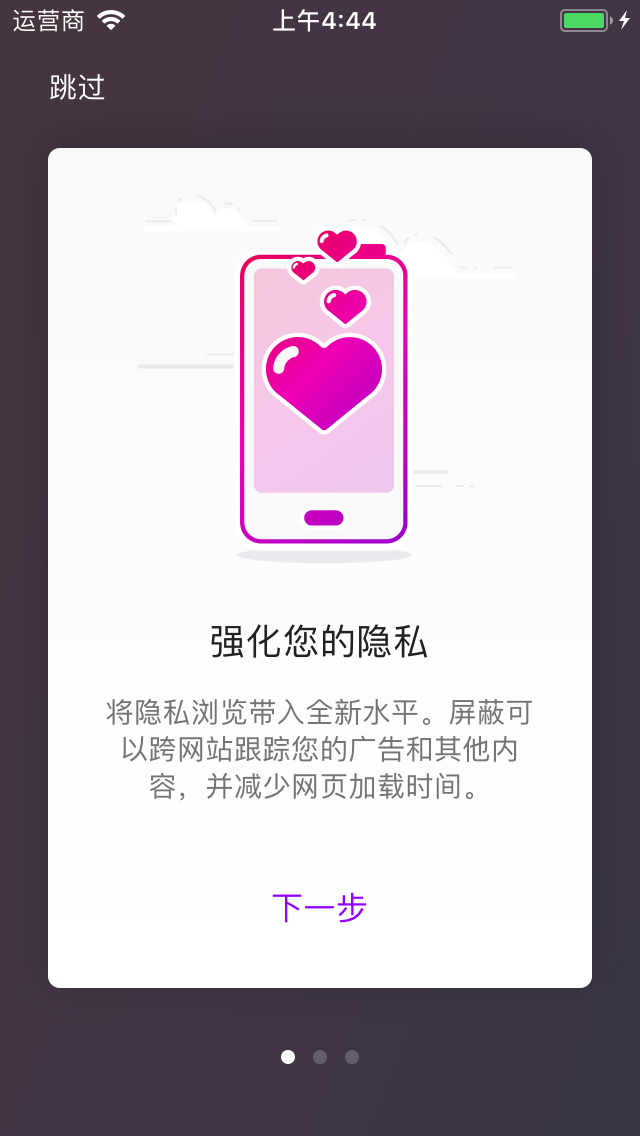 运营商
上午4:44
跳过
强化您的隐私
将隐私浏览带入全新水平。屏蔽可
以跨网站跟踪您的广告和其他内
容，并减少网页加载时间。
下一步